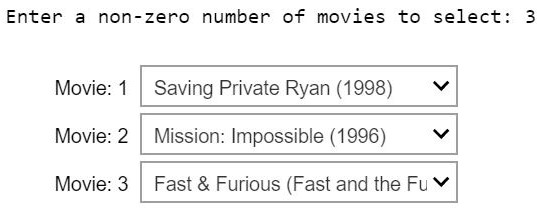 Enter a non-zero number of movies to select: 3
Movie: 1 Saving Private Ryan (1998)
Movie: 2 Mission: Impossible (1996)
Movie: 3 Fast & Furious (Fast and the Fu